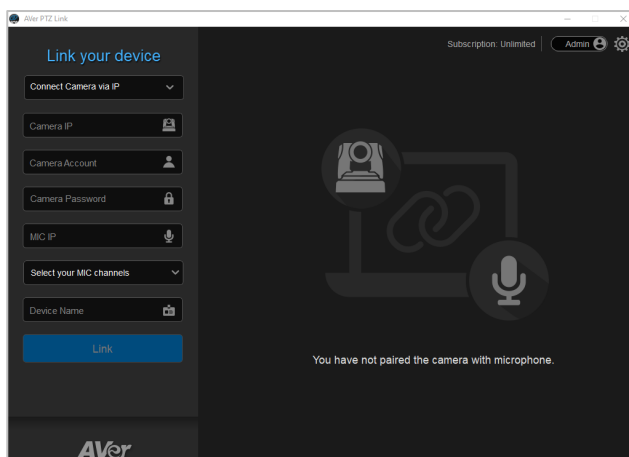 AVer PTZ Link
Link your device
Subscription: Unlimited
Admin
Connect Camera via IP
Camera IP
Camera Account
Camera Password
MIC IP
Select your MIC channels
Device Name
Link
You have not paired the camera with microphone.
AVer